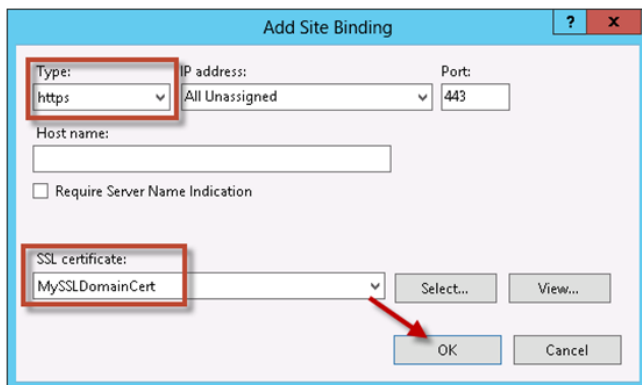 Add Site Binding
? x
Type: IP address: Port:
https All Unassigned 443
Host name:
Require Server Name Indication
SSL certificate:
MySSLDomainCert Select... View...
OK Cancel